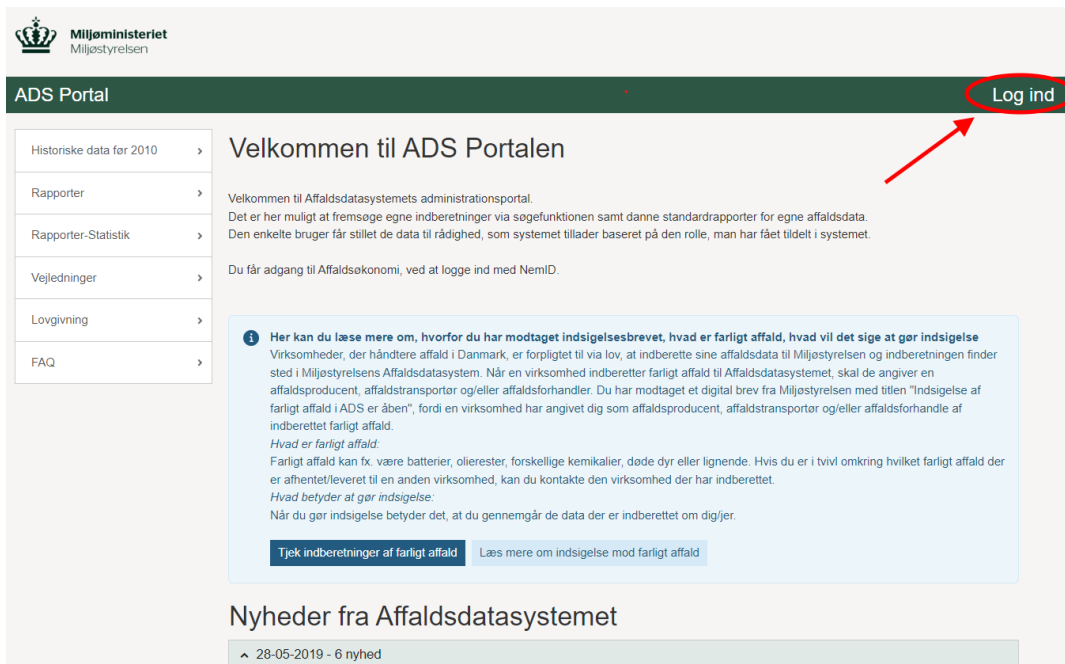 Miljøministeriet
Miljøstyrelsen
ADS Portal
Log ind
Historiske data før 2010
Rapporter
Rapporter-Statistik
Vejledninger
Lovgivning
FAQ
Velkommen til ADS Portalen
Velkommen til Affaldsdatasystemets administrationsportal.
Det er her muligt at fremsøge egne indberetninger via søgefunktionen samt danne standardrapporter for egne affaldsdata.
Den enkelte bruger får stillet de data til rådighed, som systemet tillader baseret på den rolle, man har fået tildelt i systemet.
Du får adgang til Affaldsøkonomi, ved at logge ind med NemID.
Her kan du læse mere om, hvorfor du har modtaget indsigelsesbrevet, hvad er farligt affald, hvad vil det sige at gør indsigelse
Virksomheder, der håndtere affald i Danmark, er forpligtet til via lov, at indberette sine affaldsdata til Miljøstyrelsen og indberetningen finder
sted i Miljøstyrelsens Affaldsdatasystem. Når en virksomhed indberetter farligt affald til Affaldsdatasystemet, skal de angiver en
affaldsproducent, affaldstransportør og/eller affaldsforhandler. Du har modtaget et digital brev fra Miljøstyrelsen med titlen "Indsigelse af
farligt affald i ADS er åben", fordi en virksomhed har angivet dig som affaldsproducent, affaldstransportør og/eller affaldsforhandle af
indberettet farligt affald.
Hvad er farligt affald:
Farligt affald kan fx. være batterier, olierester, forskellige kemikalier, døde dyr eller lignende. Hvis du er i tvivl omkring hvilket farligt affald der
er afhentet/leveret til en anden virksomhed, kan du kontakte den virksomhed der har indberettet.
Hvad betyder at gør indsigelse:
Når du gør indsigelse betyder det, at du gennemgår de data der er indberettet om dig/jer.
Tjek indberetninger af farligt affald
Læs mere om indsigelse mod farligt affald
Nyheder fra Affaldsdatasystemet
28-05-2019 - 6 nyhed